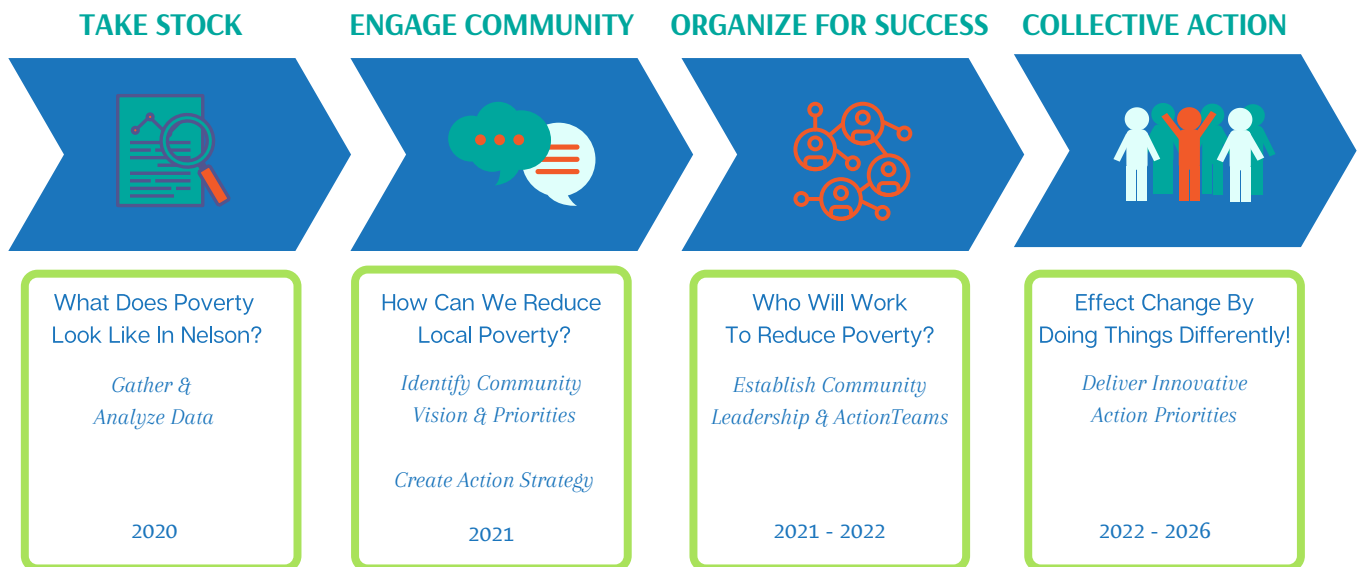 TAKE STOCK
ENGAGE COMMUNITY
ORGANIZE FOR SUCCESS
COLLECTIVE ACTION
What Does Poverty
Look Like In Nelson?
Gather &
Analyze Data
2020
How Can We Reduce
Local Poverty?
Identify Community
Vision & Priorities
Create Action Strategy
2021
Who Will Work
To Reduce Poverty?
Establish Community
Leadership & ActionTeams
2021 - 2022
Effect Change By
Doing Things Differently!
Deliver Innovative
Action Priorities
2022 - 2026